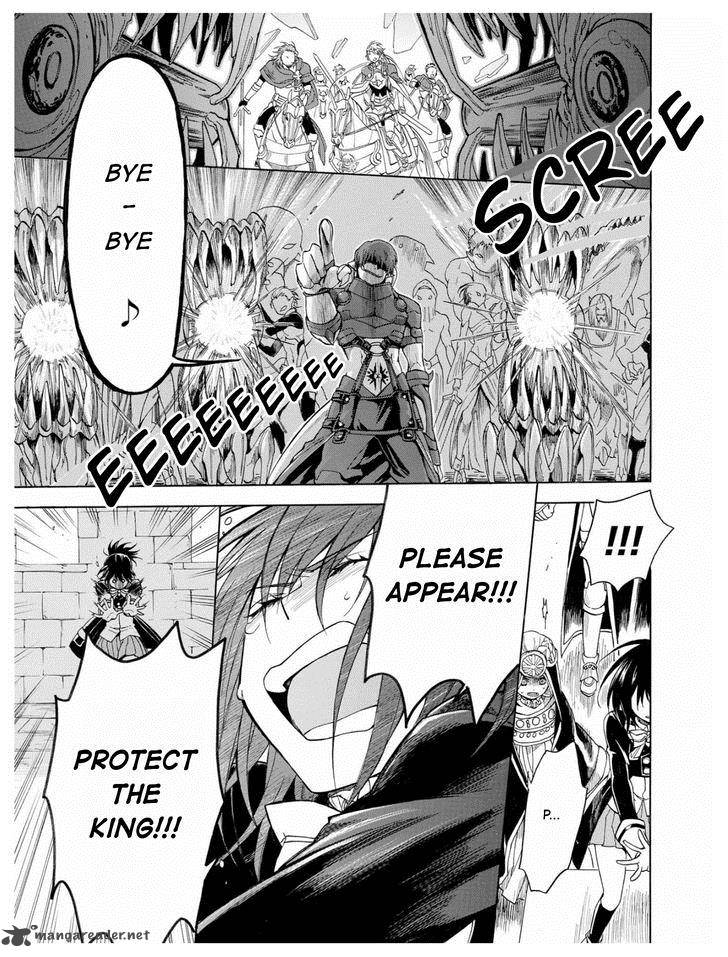 SCREE
BYE
-
BYE
♪
EEEEEEEEE
!!!
P...
PLEASE
APPEAR!!!
PROTECT
THE
KING!!!
mangareader.net